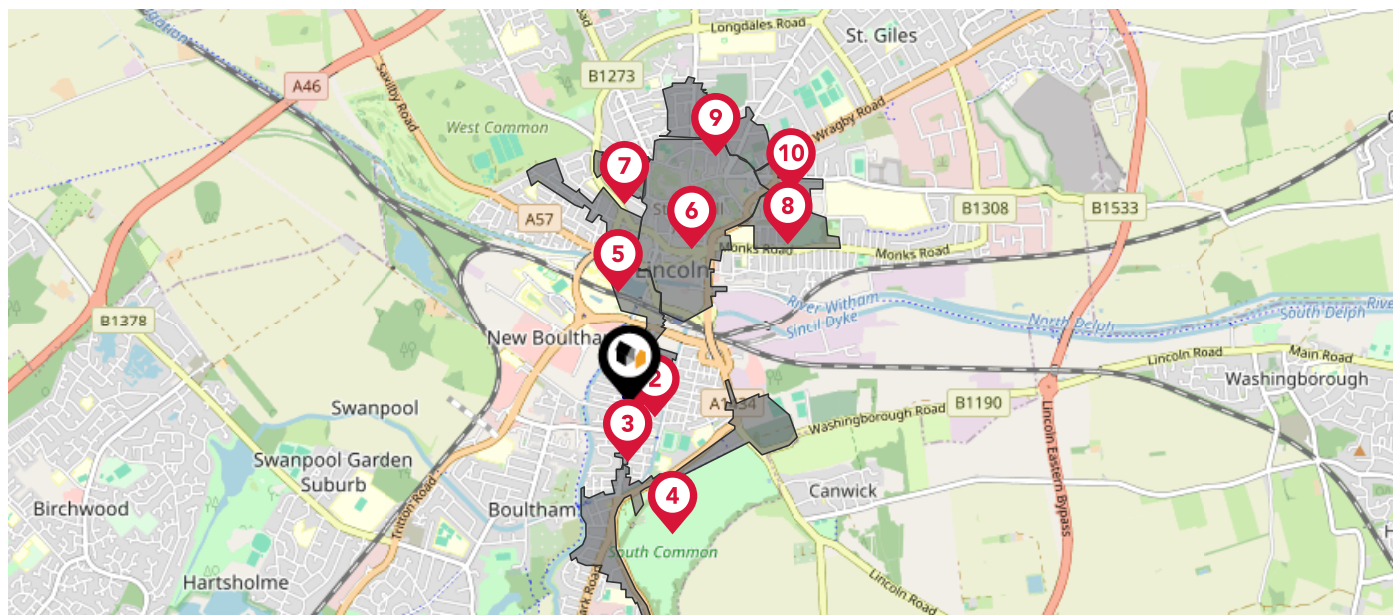 Longdales Road
St. Giles
B1273
A46
Saxilby Road
West Common
9
Wragby Road
10
7
A57
6
8
B1308
B1533
Monks Road
Monks Road
5
Lincoln
River Witham
Sincil Dyke
North Delph
South Delph
B1378
New Boultha
Lincoln Road
Main Road
Washingborough
2
Swanpool
A1
34
B1190
Washingborough Road
3
Swanpool Garden
Suburb
Tritton Road
Lincoln Eastern Bypass
4
Canwick
Birchwood
Boultham
South Common
Hartsholme
Lincoln Road